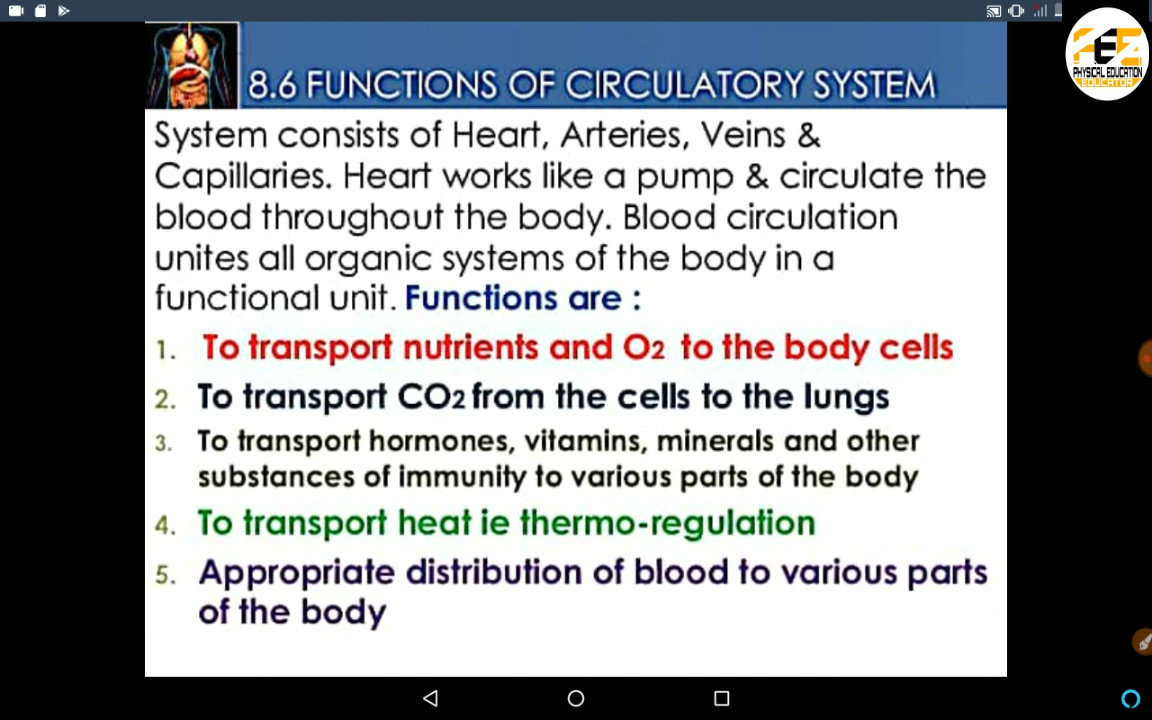 8.6 FUNCTIONS OF CIRCULATORY SYSTEM
ZEZ
PHYSICAL EDUCATION
EDUCATOR
System consists of Heart, Arteries, Veins &
Capillaries. Heart works like a pump & circulate the
blood throughout the body. Blood circulation
unites all organic systems of the body in a
functional unit. Functions are :
1. To transport nutrients and O2 to the body cells
2. To transport CO2 from the cells to the lungs
3. To transport hormones, vitamins, minerals and other
substances of immunity to various parts of the body
4. To transport heat ie thermo-regulation
5. Appropriate distribution of blood to various parts
of the body